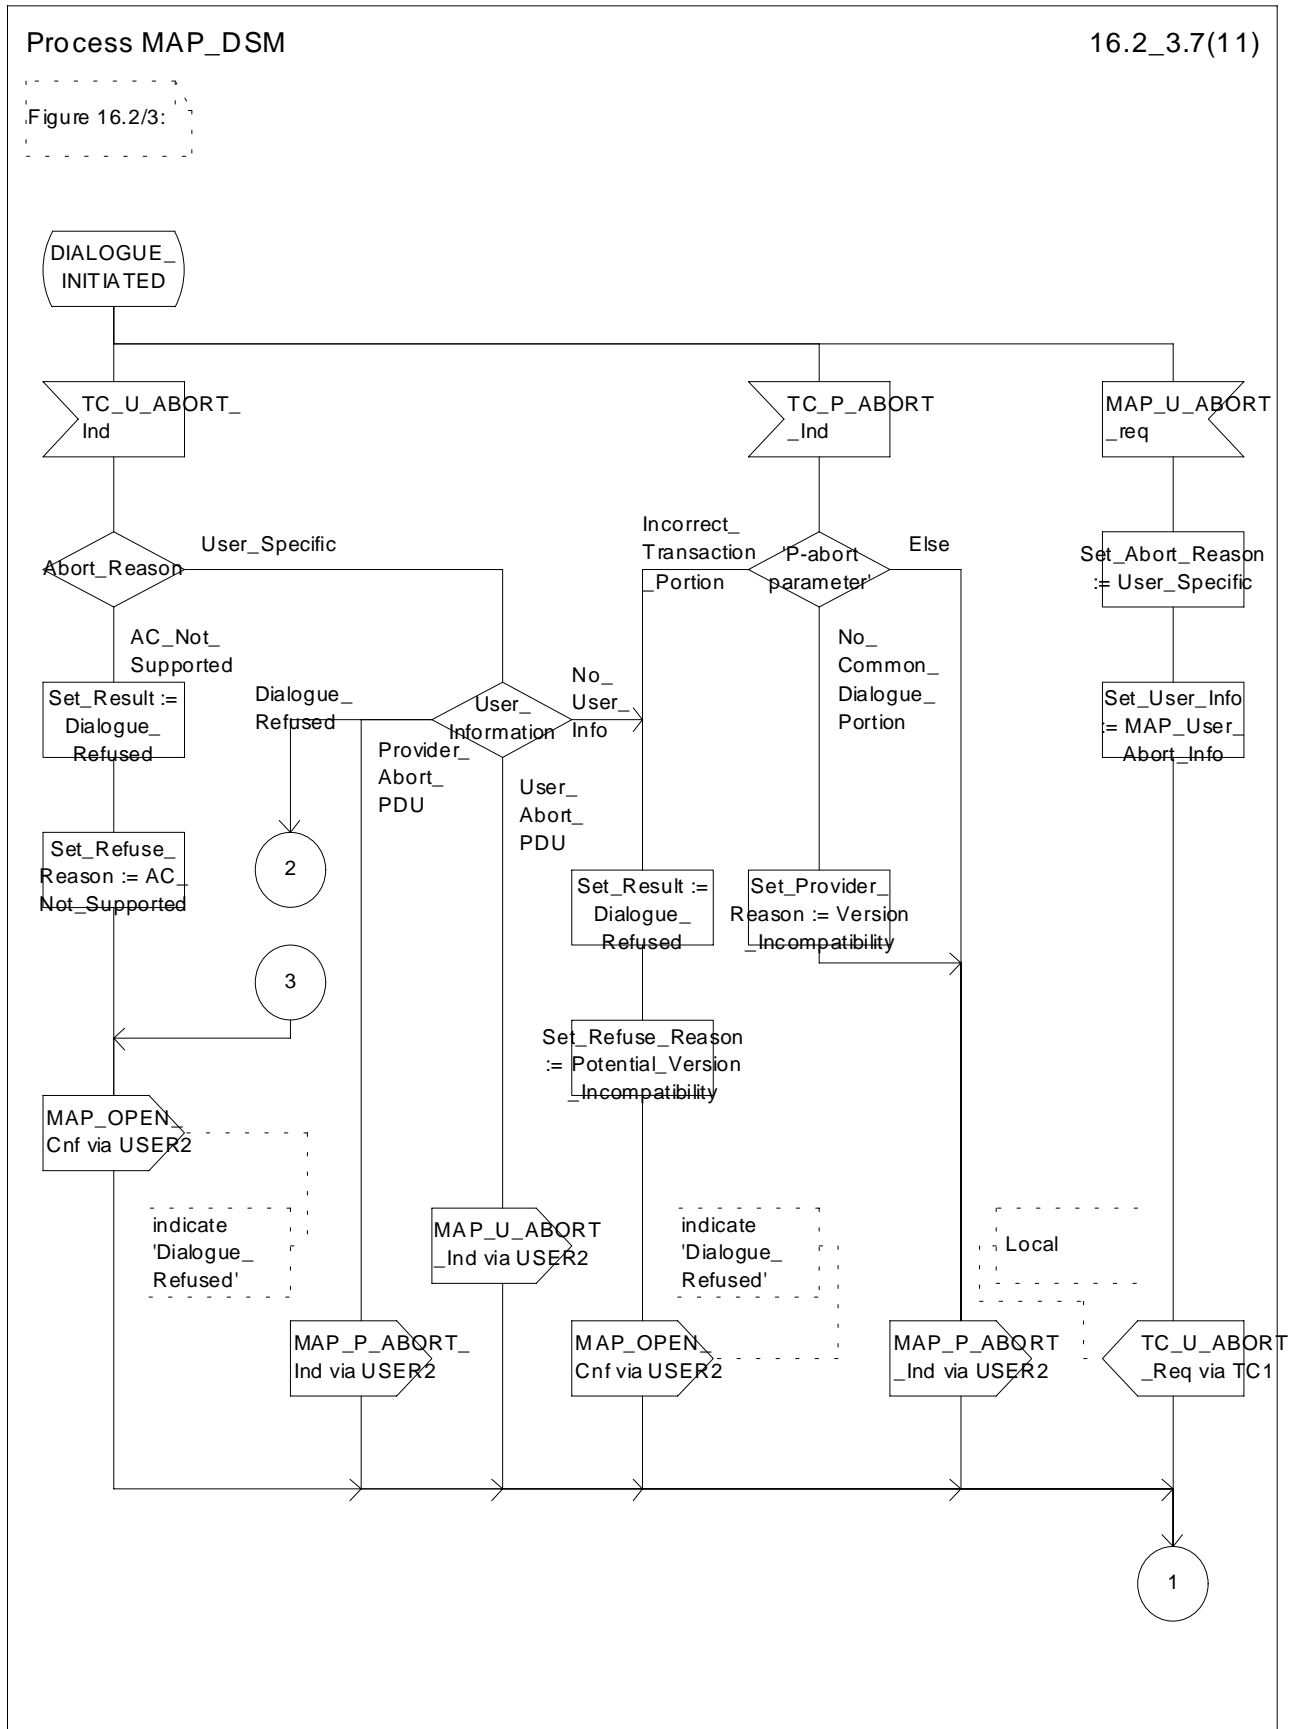 Process MAP_DSM
16.2_3.7(11)
Figure 16.2/3:
DIALOGUE_
INITIATED
TC_U_ABORT_
Ind
TC_P_ABORT
_Ind
MAP_U_ABORT
_req
Abort_Reason
User_Specific
Incorrect_
Transaction
_Portion
'P-abort
parameter'
Else
Set_Abort_Reason
:= User_Specific
AC_Not_
Supported
No_
Common_
Dialogue_
Portion
Set_Result :=
Dialogue_
Refused
Dialogue_
Refused
User_
Information
No_
User_
Info
Set_User_Info
:= MAP_User_
Abort_Info
Provider_
Abort_
PDU
User_
Abort_
PDU
Set_Refuse_
Reason := AC_
Not_Supported
2
Set_Result :=
Dialogue_
Refused
Set_Provider_
Reason := Version
_Incompatibility
3
Set_Refuse_Reason
:= Potential_Version
_Incompatibility
MAP_OPEN_
Cnf via USER2
indicate
'Dialogue_
Refused'
MAP_U_ABORT
_Ind via USER2
indicate
'Dialogue_
Refused'
Local
MAP_P_ABORT_
Ind via USER2
MAP_OPEN_
Cnf via USER2
MAP_P_ABORT
_Ind via USER2
TC_U_ABORT
_Req via TC1
1